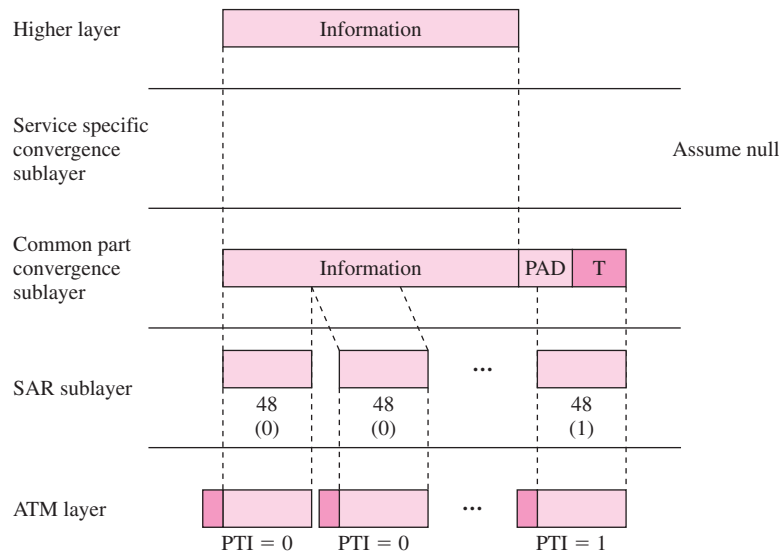 Higher layer
Information
Service specific
convergence
sublayer
Assume null
Common part
convergence
sublayer
Information
PAD
T
SAR sublayer
...
48
(0)
48
(0)
48
(1)
ATM layer
...
PTI = 0
PTI = 0
PTI = 1